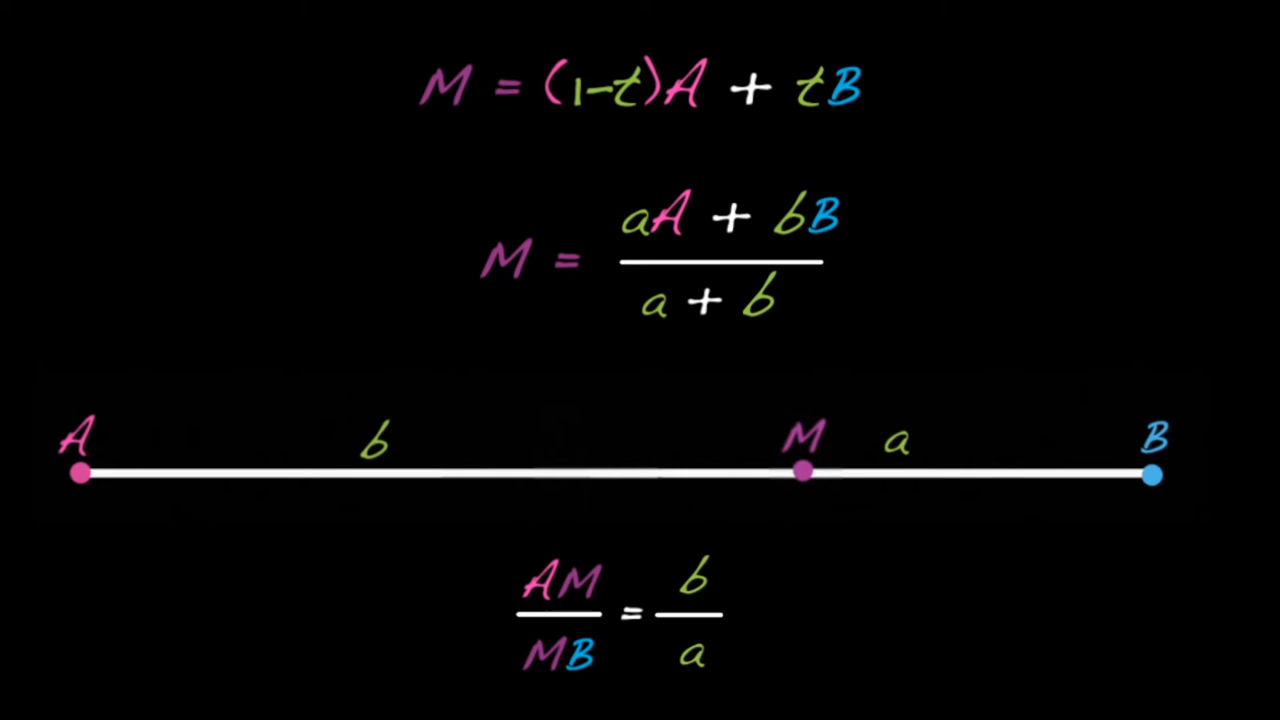 M = (1-t)A + tB
M = aA + bB
a + b
A b M a B
AM = b
MB a